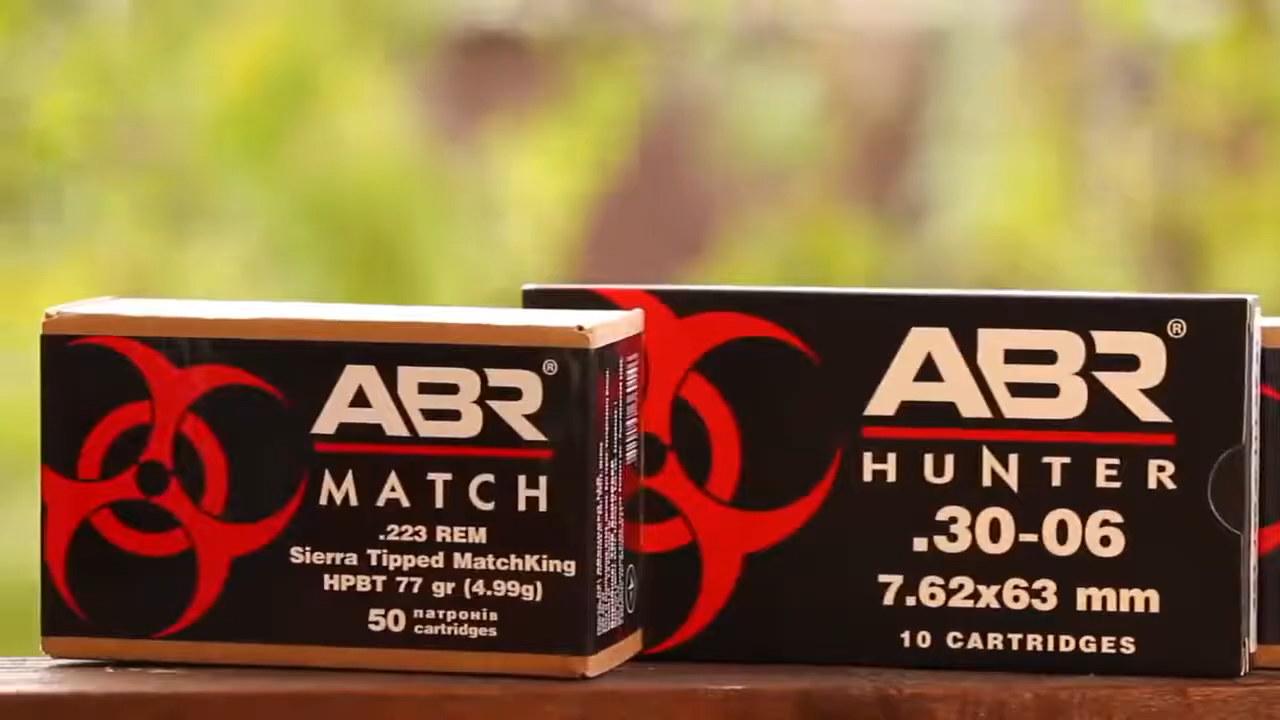 ABR®
MATCH
.223 REM
Sierra Tipped MatchKing
HPBT 77 gr (4.99g)
50 патронів
cartridges
ABR®
HUNTER
.30-06
7.62x63 mm
10 CARTRIDGES